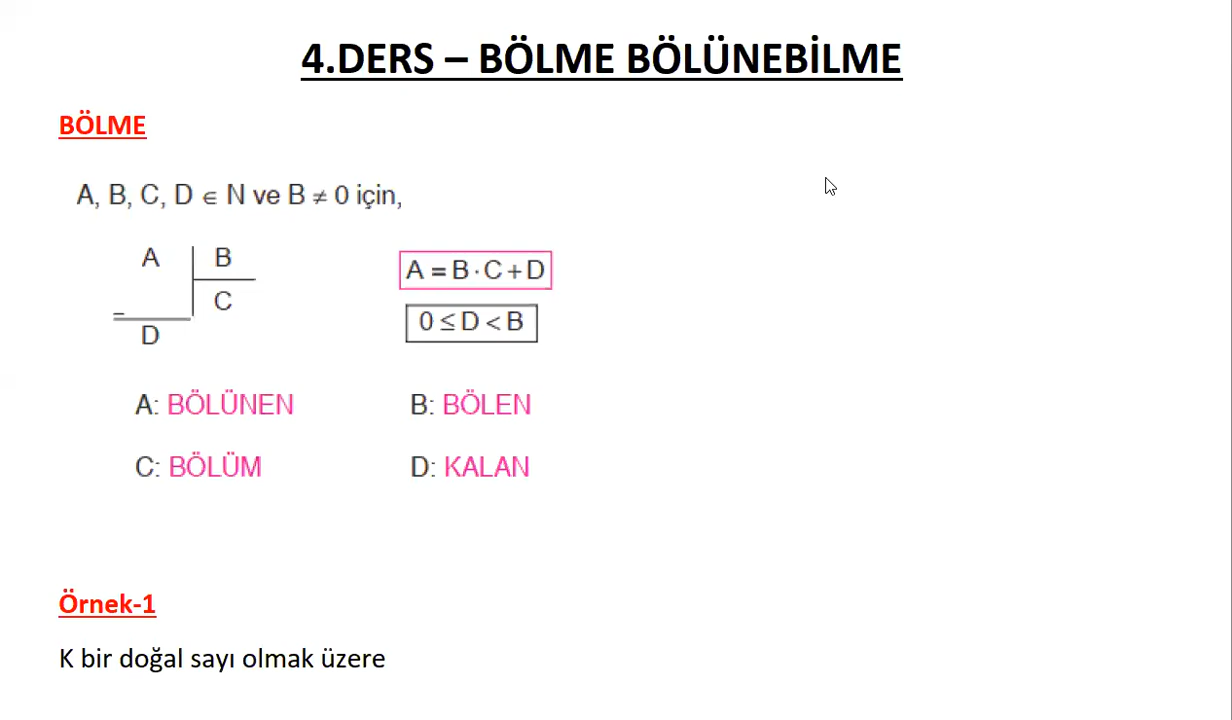 4.DERS – BÖLME BÖLÜNEBİLME
BÖLME
A, B, C, D ∈ N ve B ≠ 0 için,
A B
C
D
A = B · C + D
0 ≤ D < B
A: BÖLÜNEN B: BÖLEN
C: BÖLÜM D: KALAN
Örnek-1
K bir doğal sayı olmak üzere